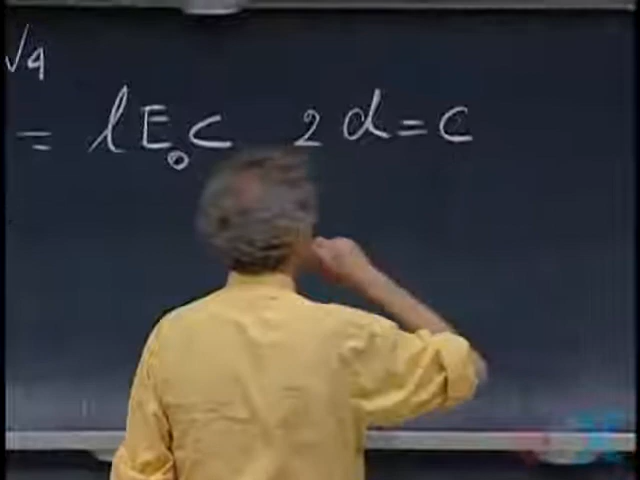 √4
= lE₀c 2d=c